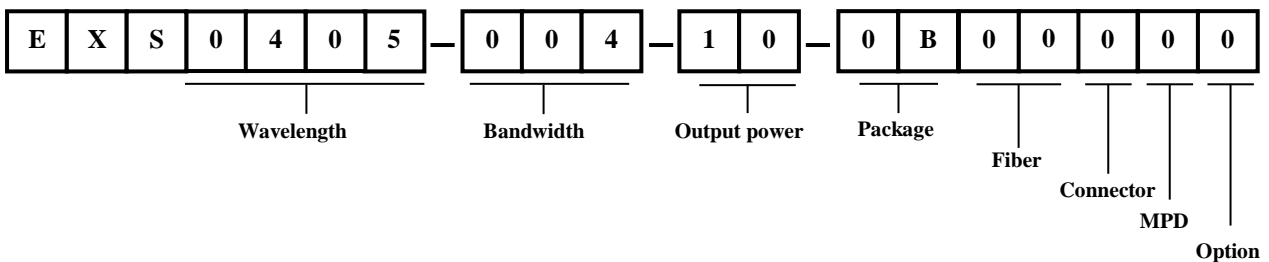 E X S 0 4 0 5 – 0 0 4 – 1 0 – 0 B 0 0 0 0 0
Wavelength Bandwidth Output power Package
Fiber
Connector
MPD
Option